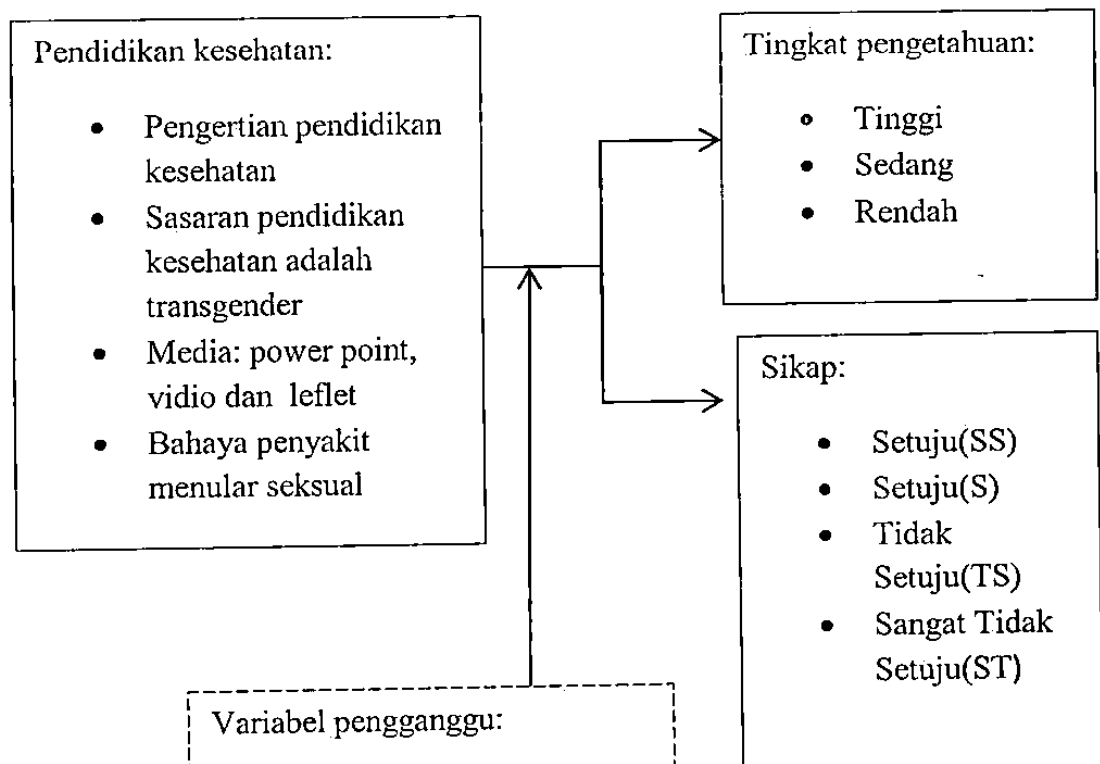 Pendidikan kesehatan:
• Pengertian pendidikan
kesehatan
• Sasaran pendidikan
kesehatan adalah
transgender
• Media: power point,
vidio dan leflet
• Bahaya penyakit
menular seksual
Tingkat pengetahuan:
• Tinggi
• Sedang
• Rendah
Sikap:
• Setuju(SS)
• Setuju(S)
• Tidak
Setuju(TS)
• Sangat Tidak
Setuju(ST)
Variabel pengganggu: